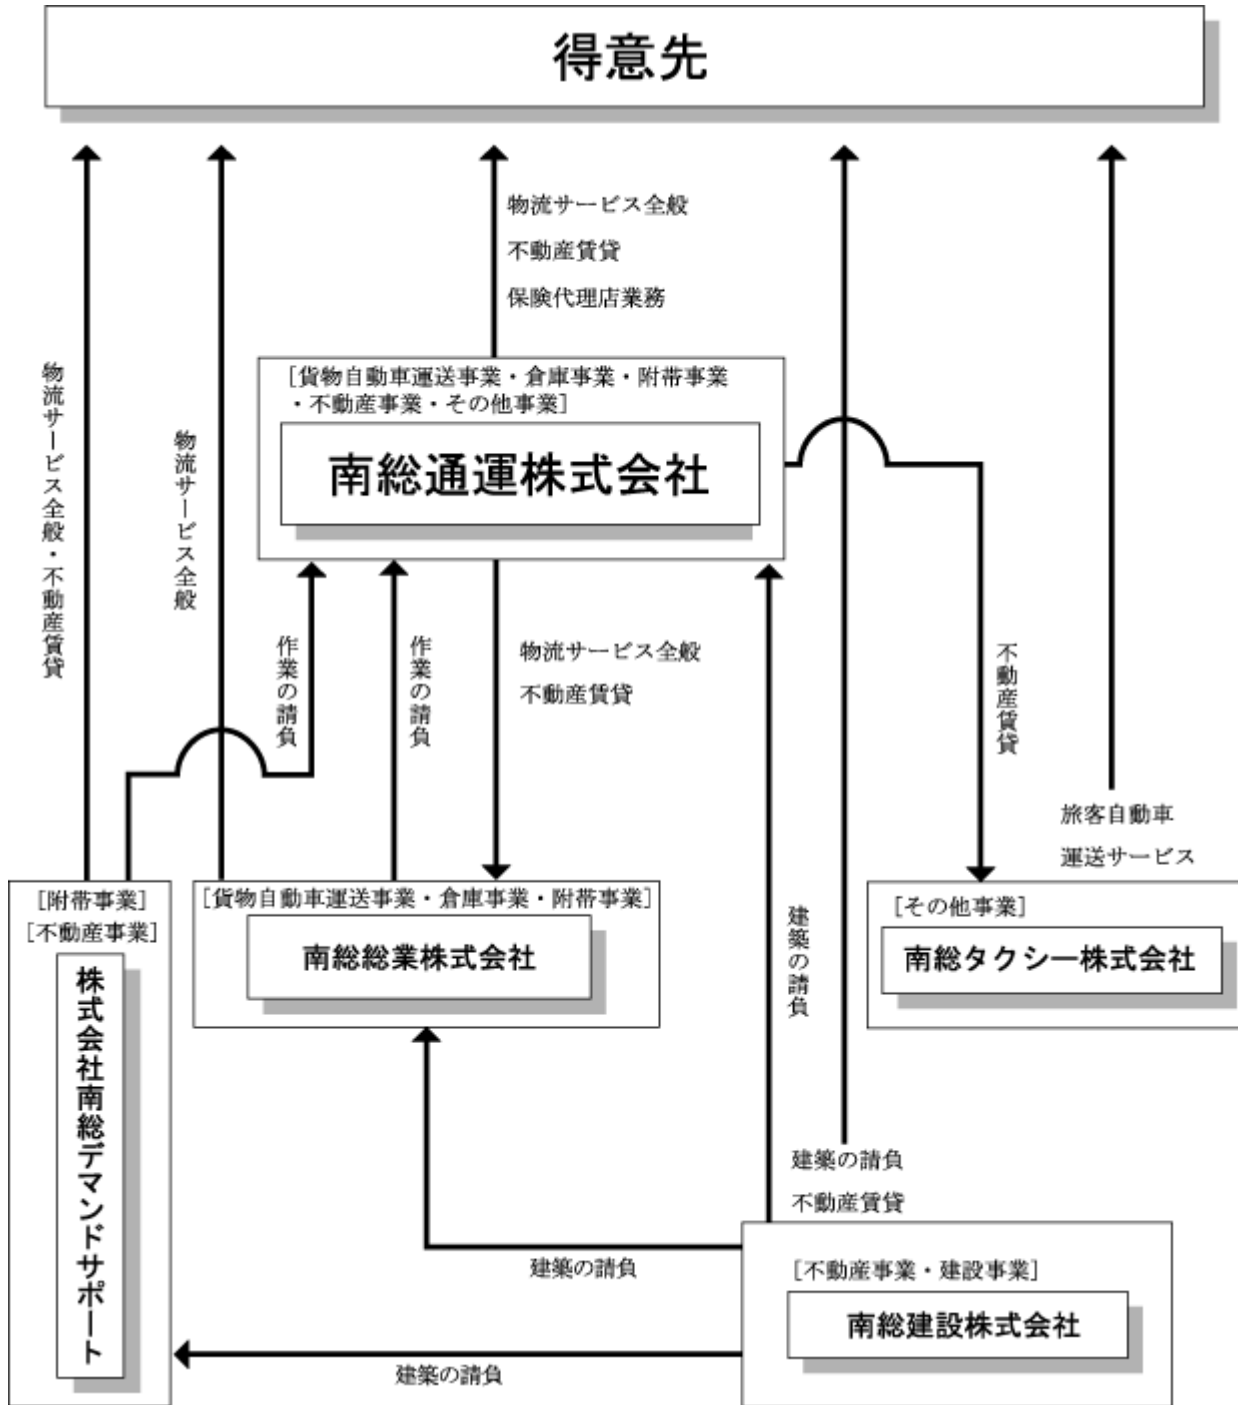 得意先
物流サービス全般
不動産賃貸
保険代理店業務
[貨物自動車運送事業・倉庫事業・附帯事業
・不動産事業・その他事業]
南総通運株式会社
物流サービス全般・不動産賃貸
物流サービス全般
作業の請負
作業の請負
物流サービス全般
不動産賃貸
不動産賃貸
旅客自動車
運送サービス
[附帯事業]
[不動産事業]
株式会社南総デマンドサポート
[貨物自動車運送事業・倉庫事業・附帯事業]
南総総業株式会社
建築の請負
[その他事業]
南総タクシー株式会社
建築の請負
不動産賃貸
建築の請負
[不動産事業・建設事業]
南総建設株式会社
建築の請負